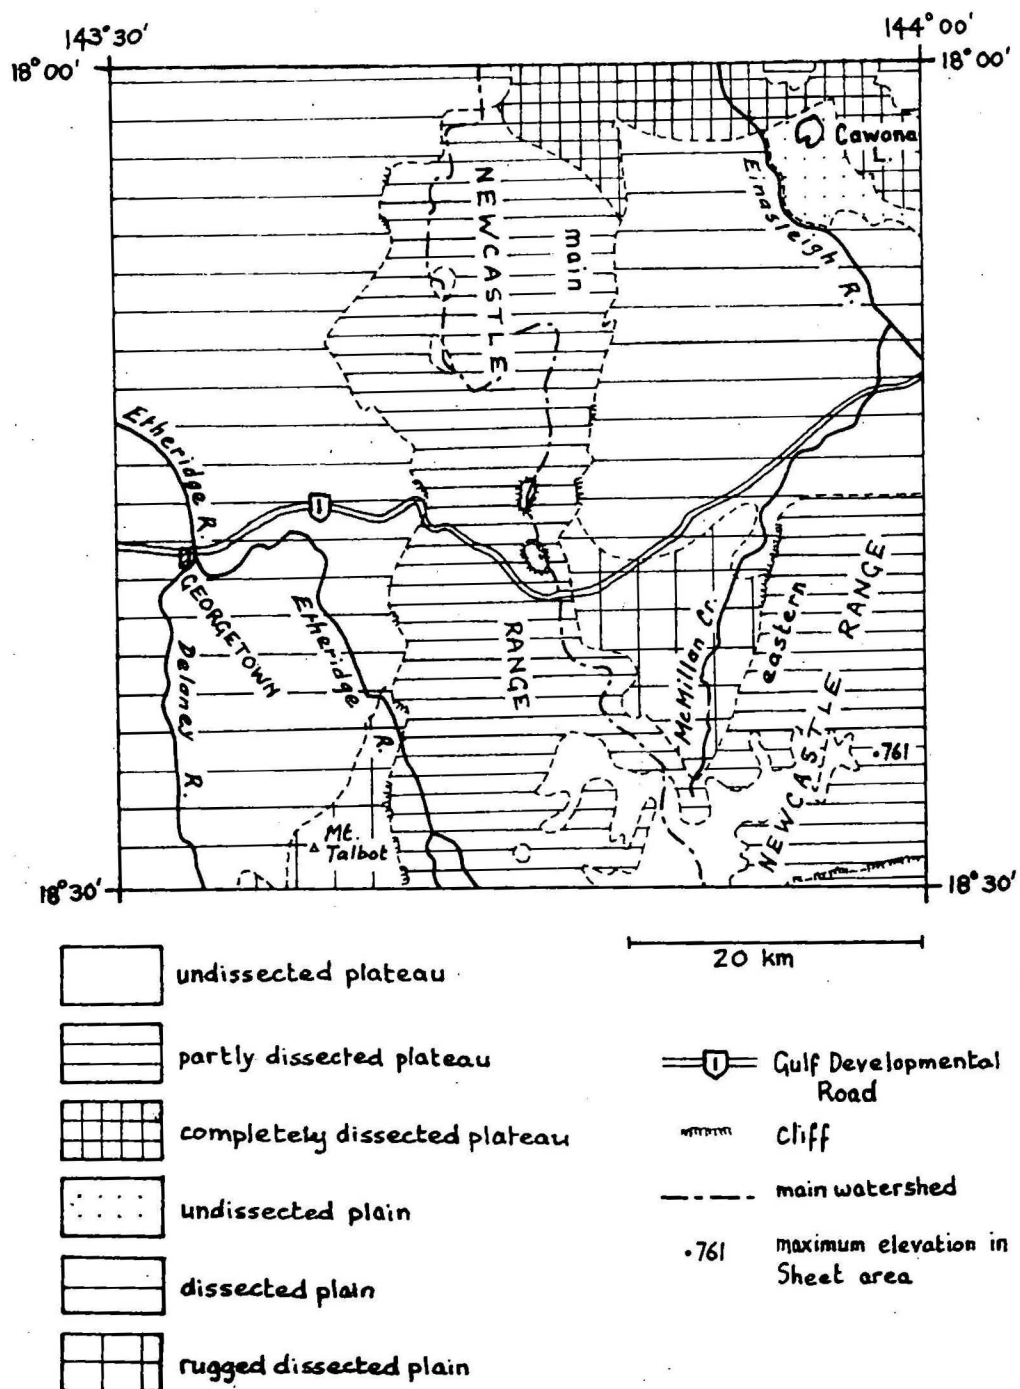 143°30'
144°00'
18°00'
18°00'
Cawana
L.
Einasleigh R.
NEWCASTLE
main
Etheridge R.
1
GEORGETOWN
Delaney R.
Etheridge R.
RANGE
McMillan Cr.
eastern
NEWCASTLE RANGE
.761
Mt.
Talbot
18°30'
18°30'
20 km
undissected plateau
partly dissected plateau
completely dissected plateau
undissected plain
dissected plain
rugged dissected plain
1
Gulf Developmental
Road
cliff
main watershed
.761
maximum elevation in
Sheet area